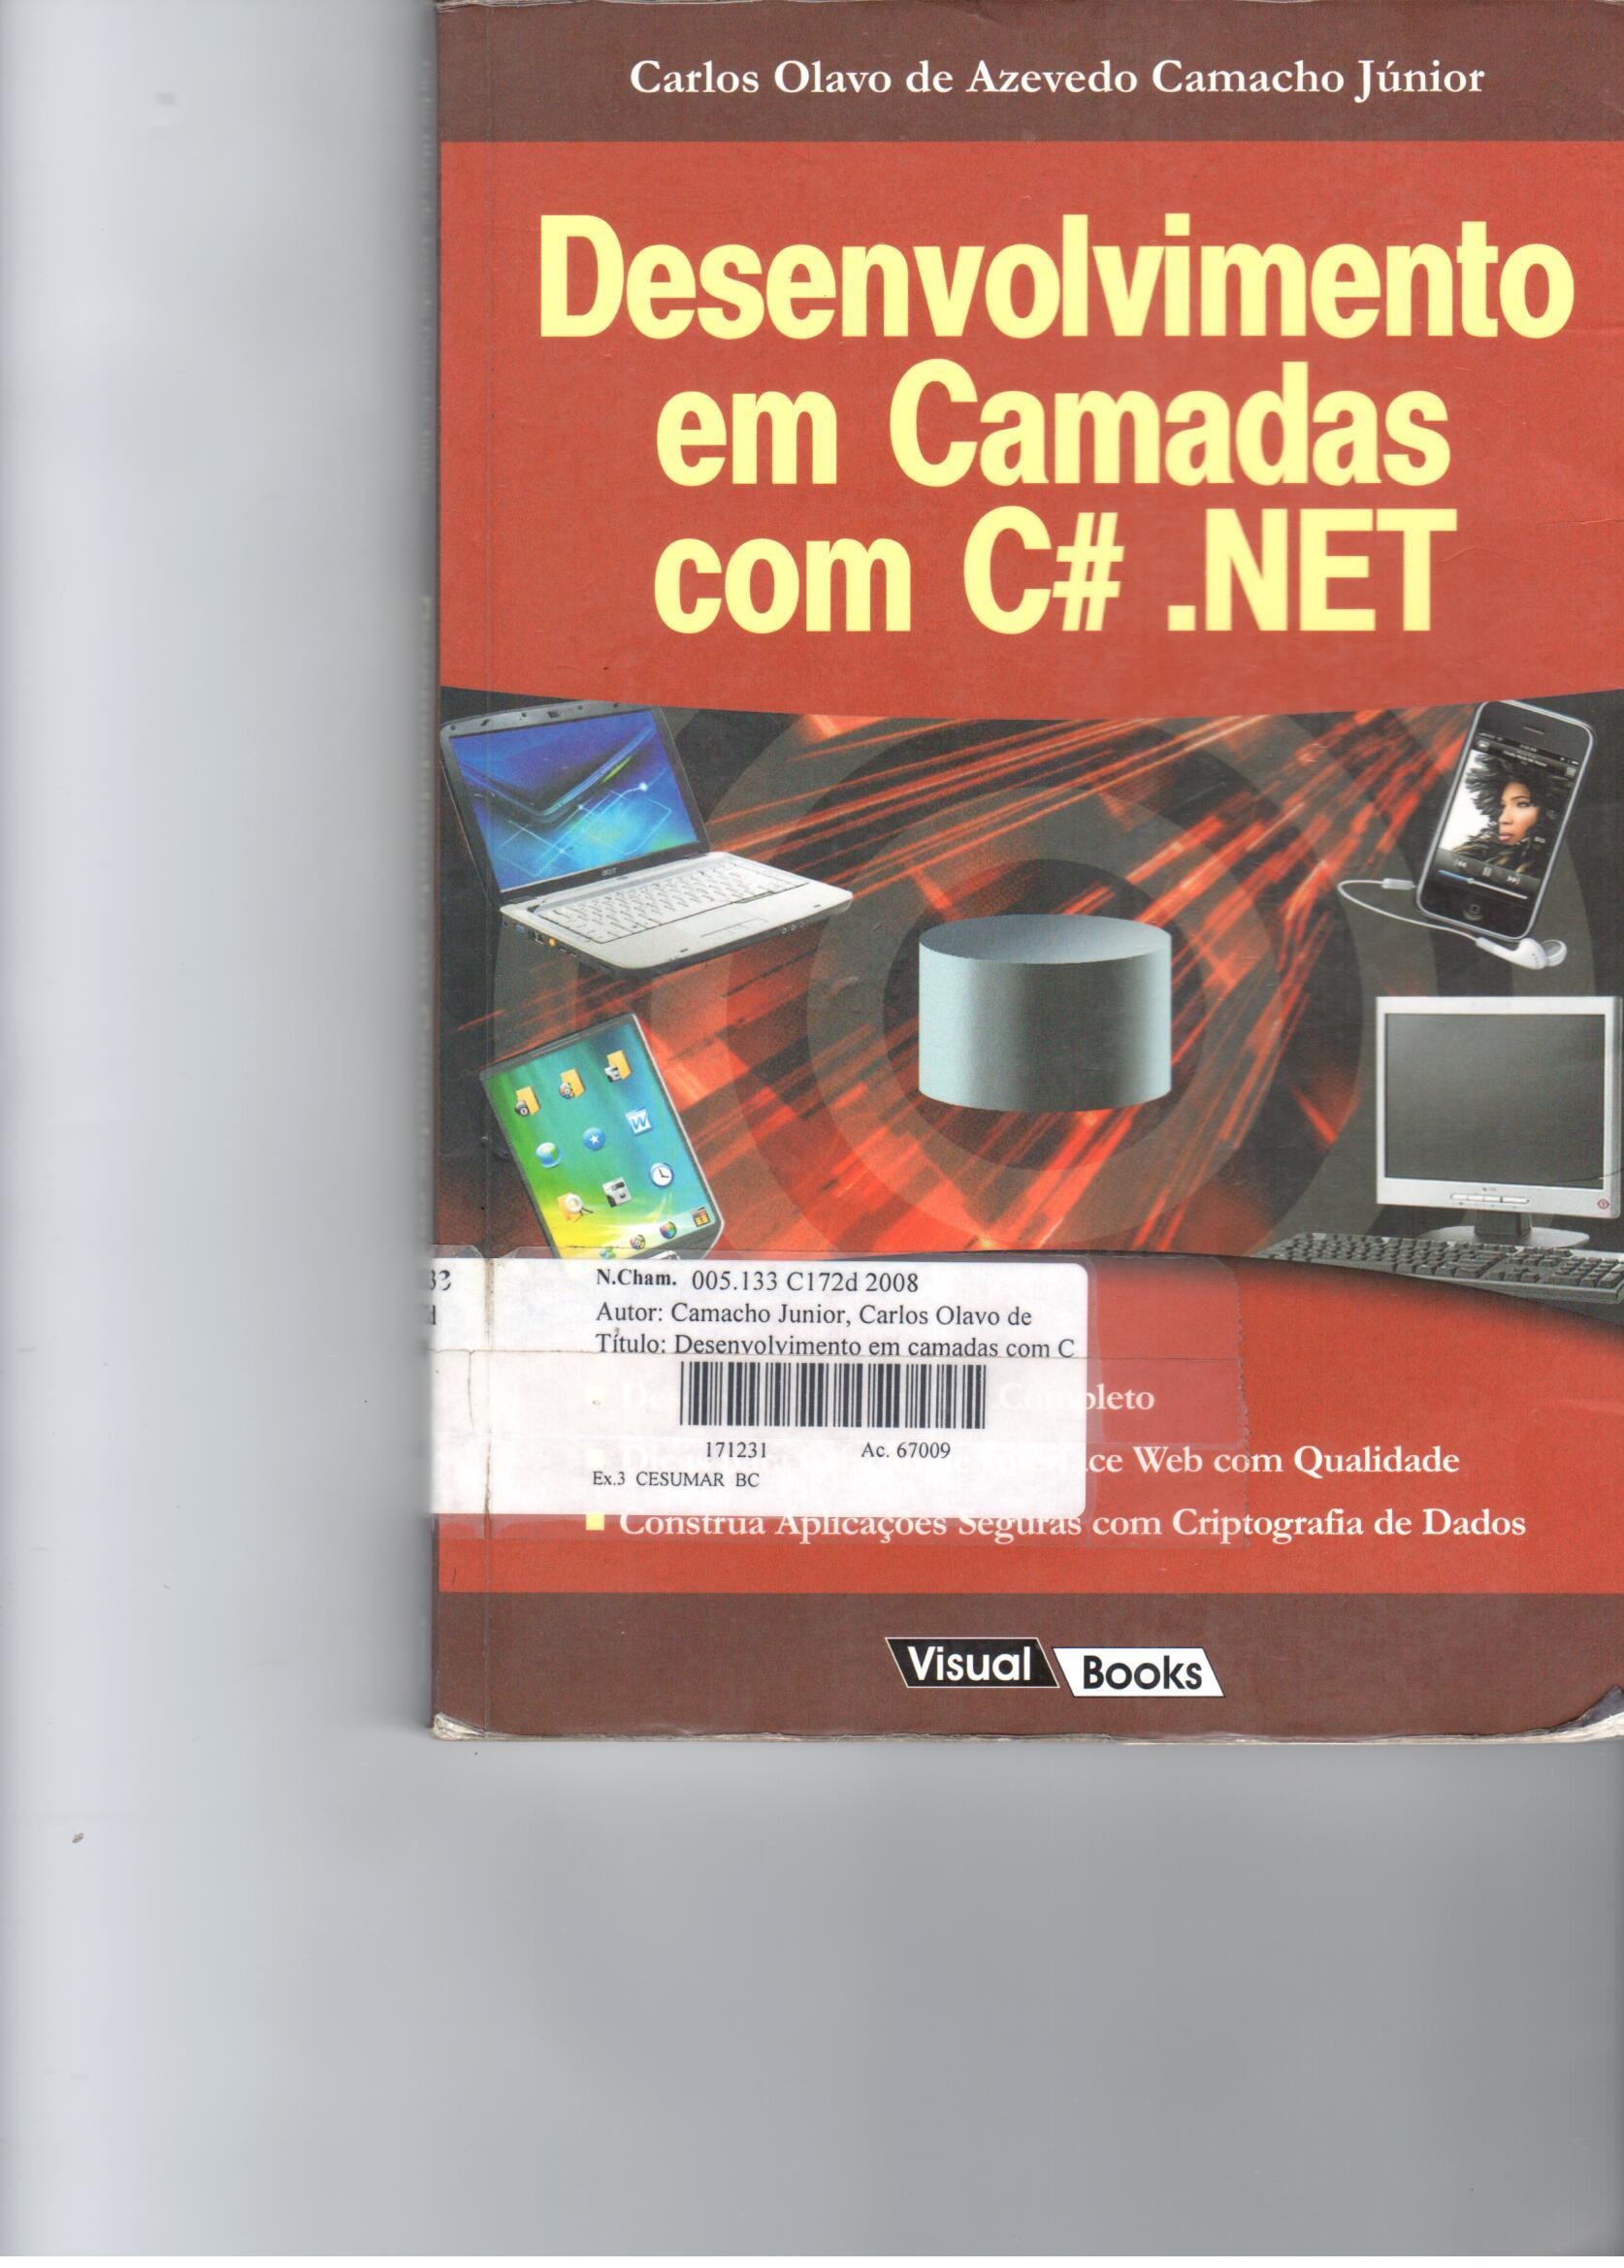 Carlos Olavo de Azevedo Camacho Júnior
Desenvolvimento
em Camadas
com C# .NET
N.Cham. 005.133 C172d 2008
Autor: Camacho Junior, Carlos Olavo de
Título: Desenvolvimento em camadas com C
Completo
171231 Ac. 67009
Ex.3 CESUMAR BC
Interface Web com Qualidade
Construa Aplicações Seguras com Criptografia de Dados
Visual Books